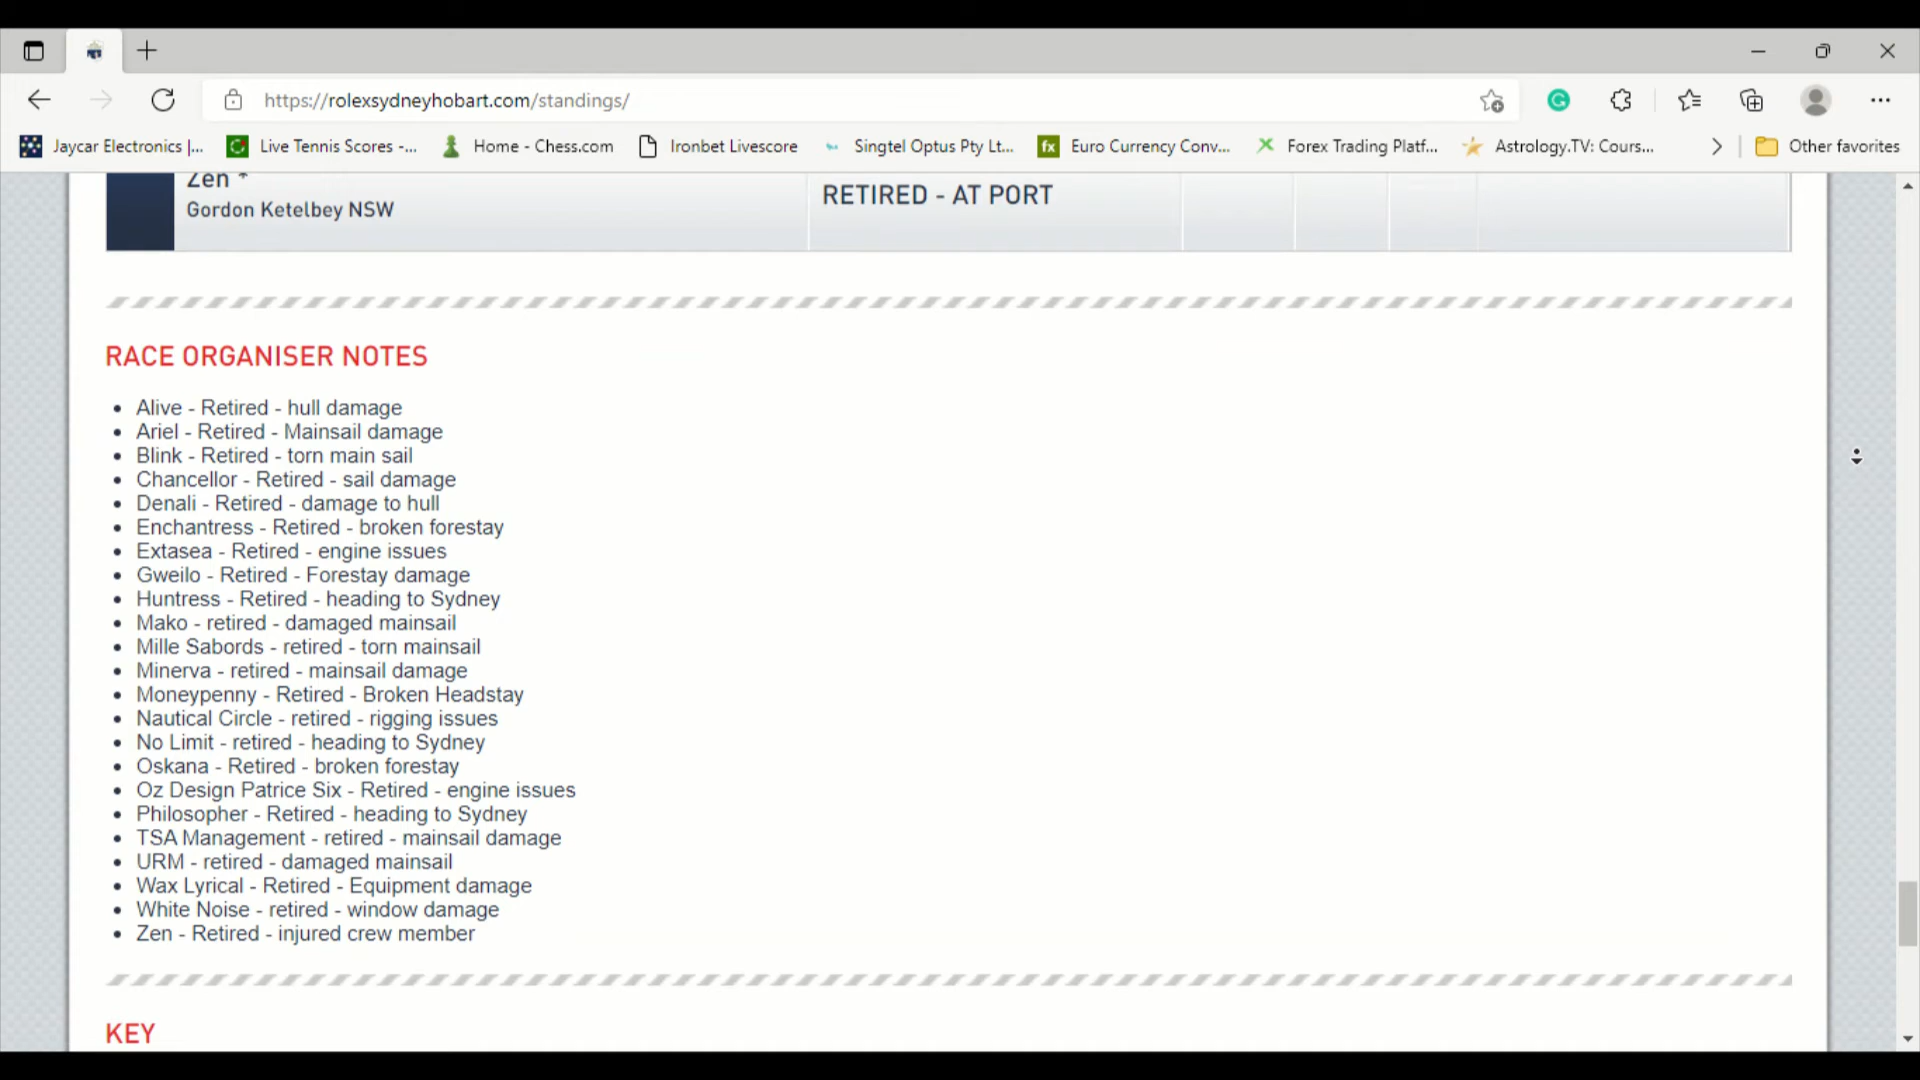 https://rolexsydneyhobart.com/standings/
Jaycar Electronics |...
Live Tennis Scores -...
Home - Chess.com
Ironbet Livescore
Singtel Optus Pty Lt...
fx
Euro Currency Conv...
Forex Trading Platf...
Astrology.TV: Cours...
Other favorites
Zen *
Gordon Ketelbey NSW
RETIRED - AT PORT
RACE ORGANISER NOTES
Alive - Retired - hull damage
Ariel - Retired - Mainsail damage
Blink - Retired - torn main sail
Chancellor - Retired - sail damage
Denali - Retired - damage to hull
Enchantress - Retired - broken forestay
Extasea - Retired - engine issues
Gweilo - Retired - Forestay damage
Huntress - Retired - heading to Sydney
Mako - retired - damaged mainsail
Mille Sabords - retired - torn mainsail
Minerva - retired - mainsail damage
Moneypenny - Retired - Broken Headstay
Nautical Circle - retired - rigging issues
No Limit - retired - heading to Sydney
Oskana - Retired - broken forestay
Oz Design Patrice Six - Retired - engine issues
Philosopher - Retired - heading to Sydney
TSA Management - retired - mainsail damage
URM - retired - damaged mainsail
Wax Lyrical - Retired - Equipment damage
White Noise - retired - window damage
Zen - Retired - injured crew member
KEY